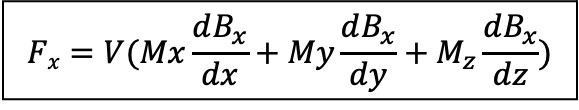 F_x = V(Mx dB_x/dx + My dB_x/dy + M_z dB_x/dz)